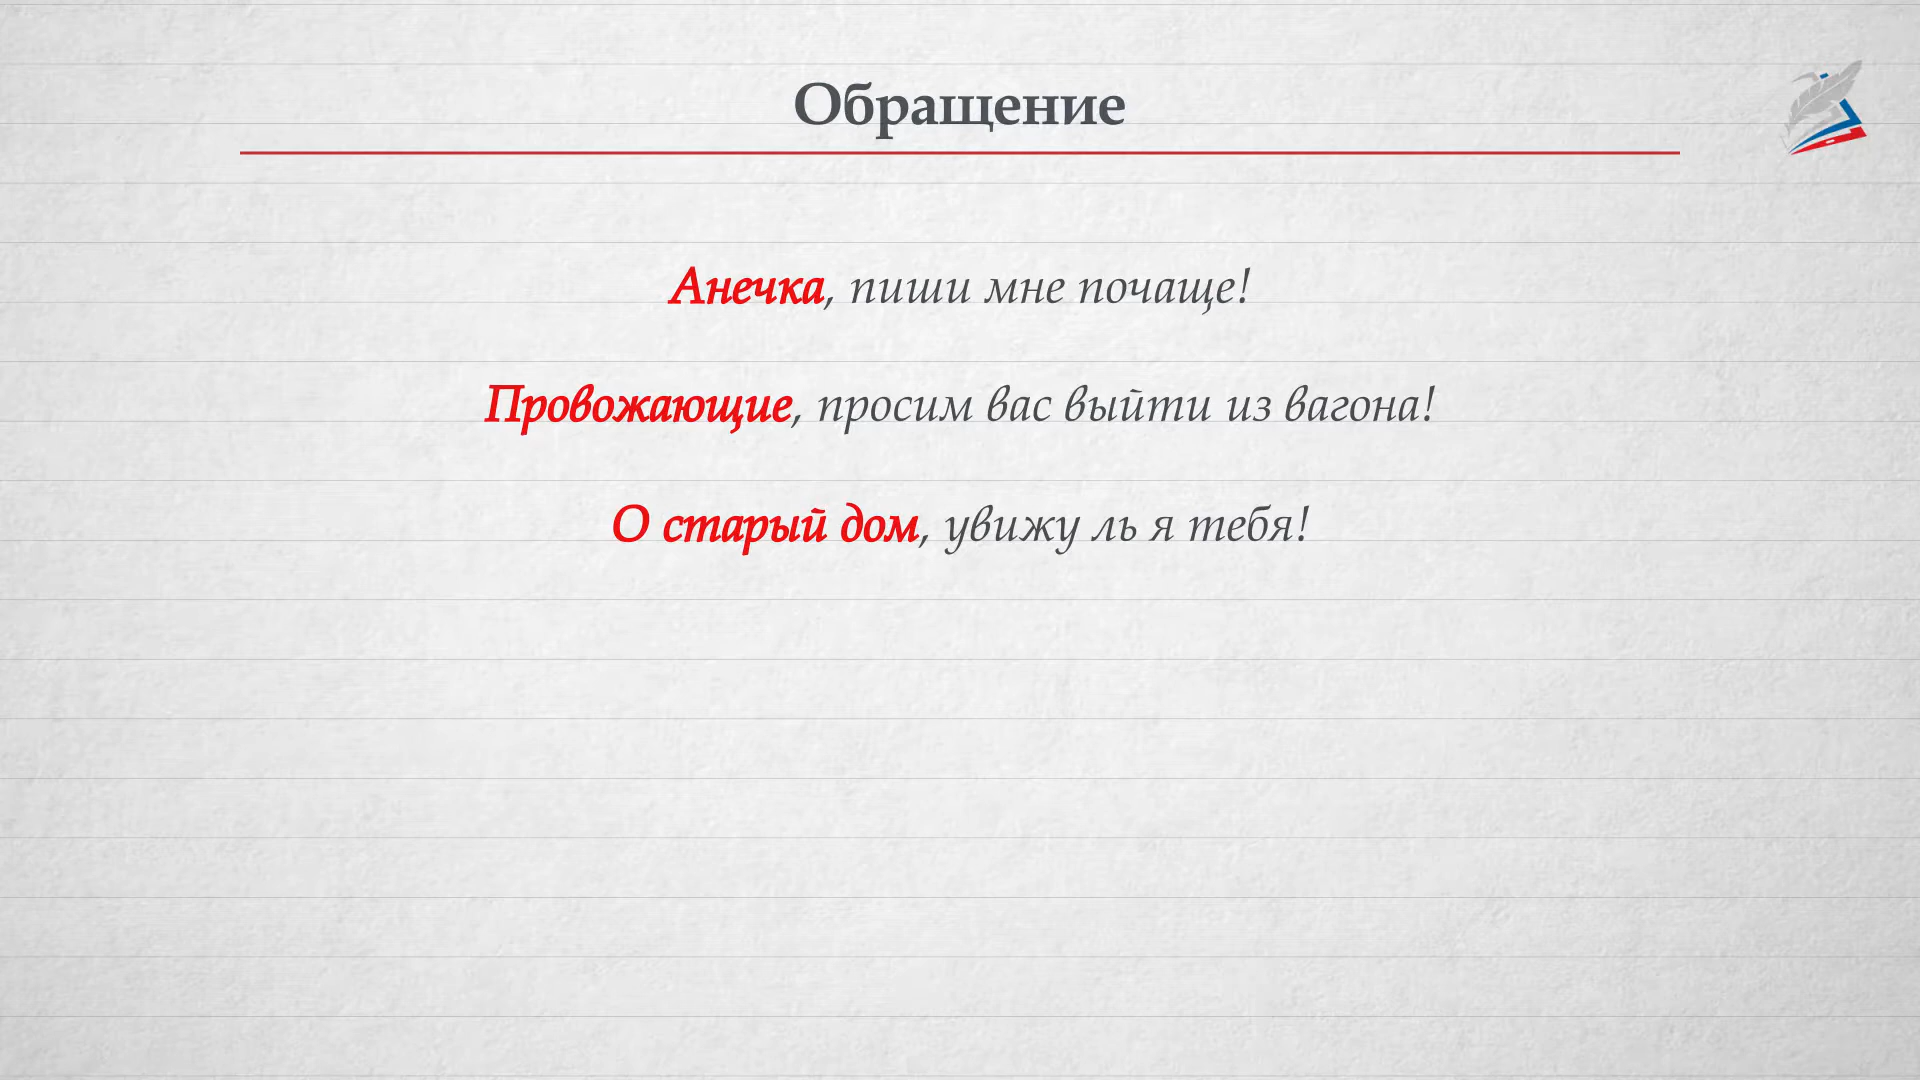 Обращение
Анечка, пиши мне почаще!
Провожающие, просим вас выйти из вагона!
О старый дом, увижу ль я тебя!